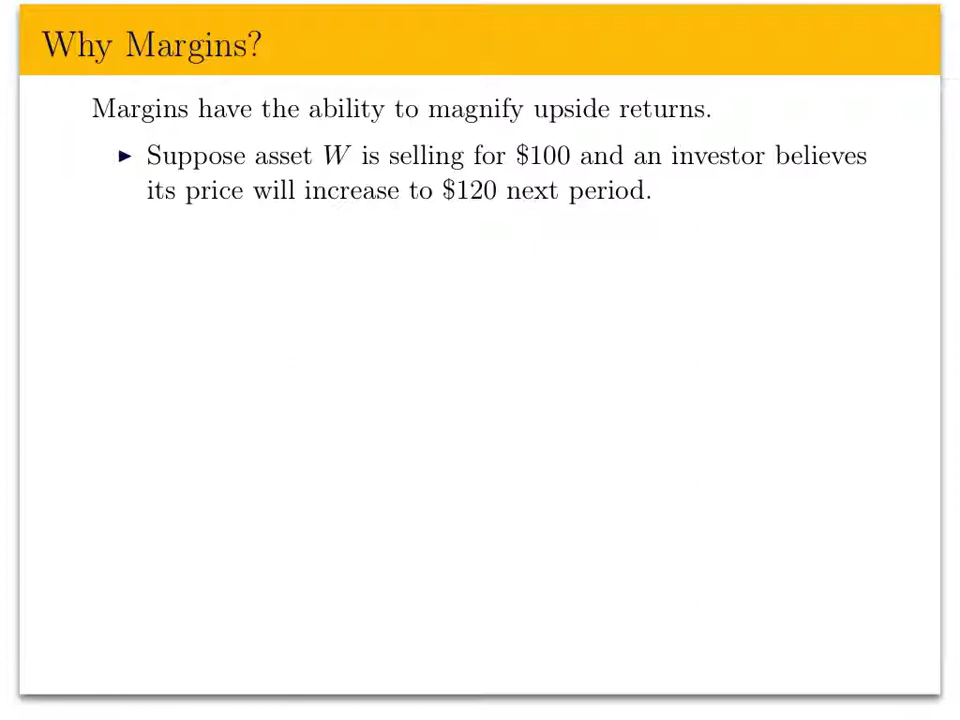 Why Margins?
Margins have the ability to magnify upside returns.
▶ Suppose asset W is selling for $100 and an investor believes
its price will increase to $120 next period.